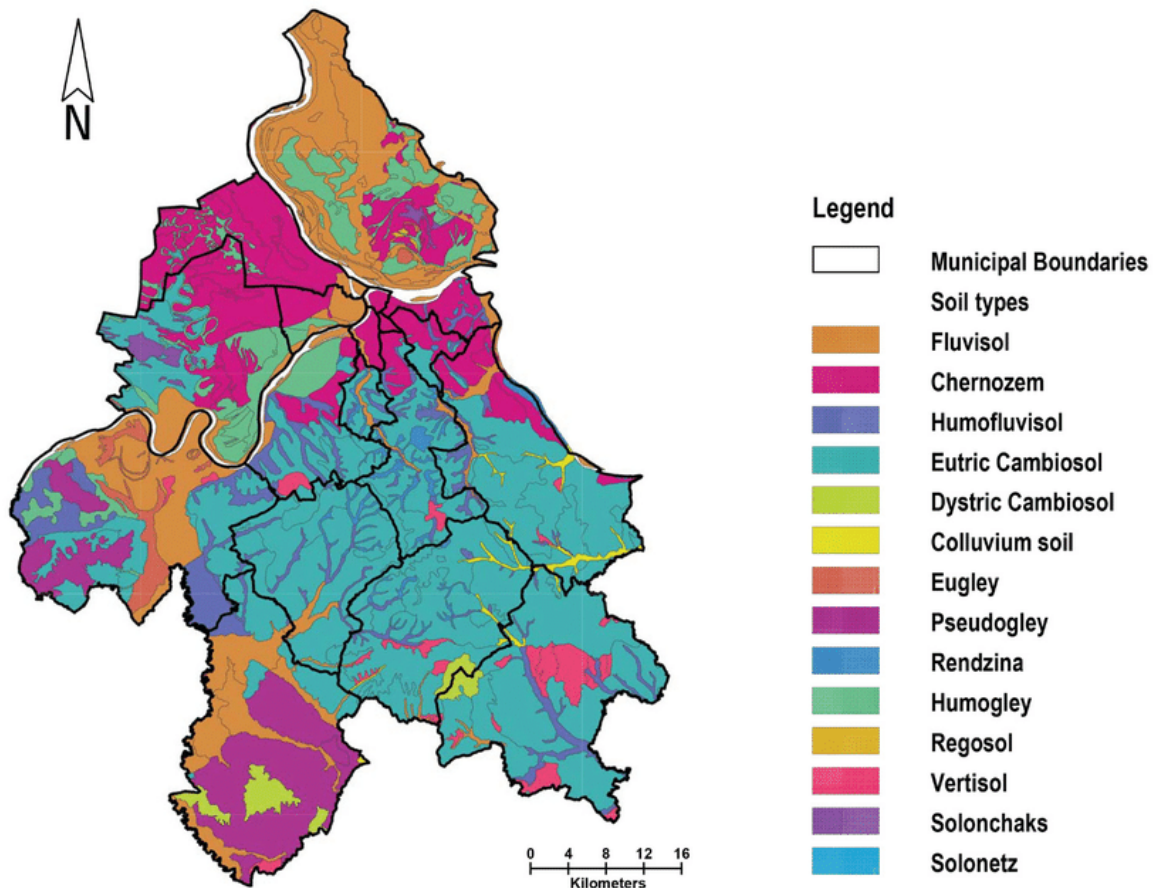 N
Legend
Municipal Boundaries
Soil types
Fluvisol
Chernozem
Humofluvisol
Eutric Cambiosol
Dystric Cambiosol
Colluvium soil
Eugley
Pseudogley
Rendzina
Humogley
Regosol
Vertisol
Solonchaks
Solonetz
0 4 8 12 16
Kilometers